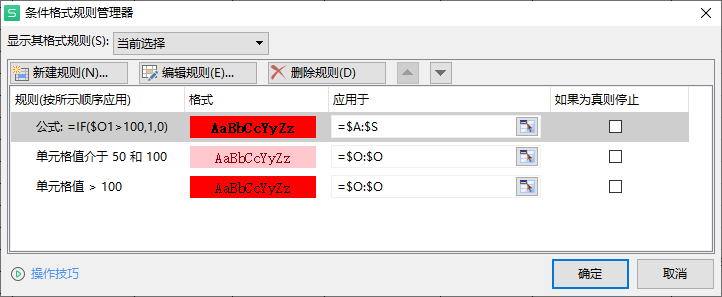 条件格式规则管理器
显示其格式规则(S): 当前选择
新建规则(N)... 编辑规则(E)... 删除规则(D)
规则(按所示顺序应用) 格式 应用于 如果为真则停止
公式: =IF($O1>100,1,0) AaBbCcYyZz =$A:$S
单元格值介于 50 和 100 AaBbCcYyZz =$O:$O
单元格值 > 100 AaBbCcYyZz =$O:$O
操作技巧 确定 取消